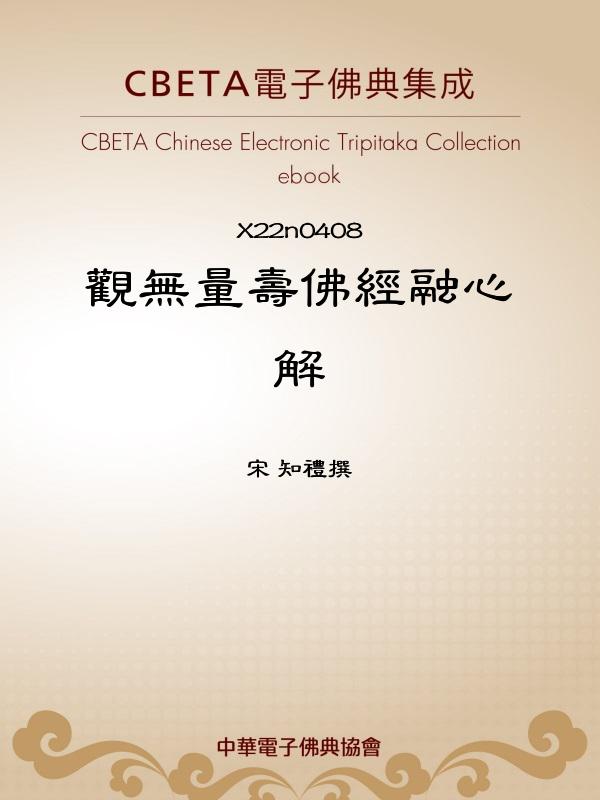 CBETA電子佛典集成
CBETA Chinese Electronic Tripitaka Collection
ebook
X22n0408
觀無量壽佛經融心
解
宋 知禮撰
中華電子佛典協會